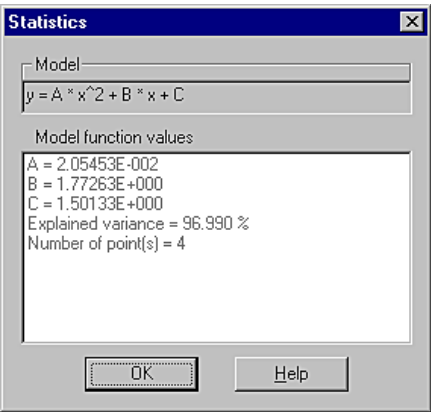 Statistics
Model
y = A * x^2 + B * x + C
Model function values
A = 2.05453E-002
B = 1.77263E+000
C = 1.50133E+000
Explained variance = 96.990 %
Number of point(s) = 4
OK
Help